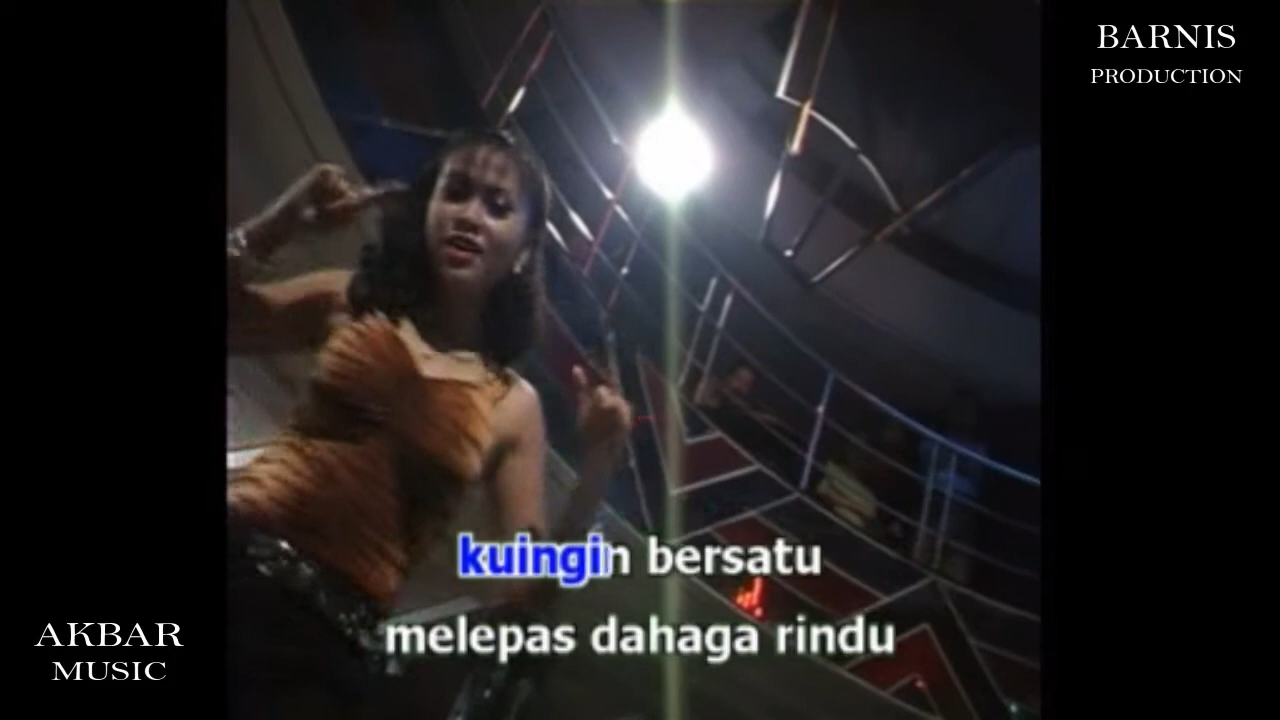 BARNIS
PRODUCTION
kuingin bersatu
melepas dahaga rindu
AKBAR
MUSIC